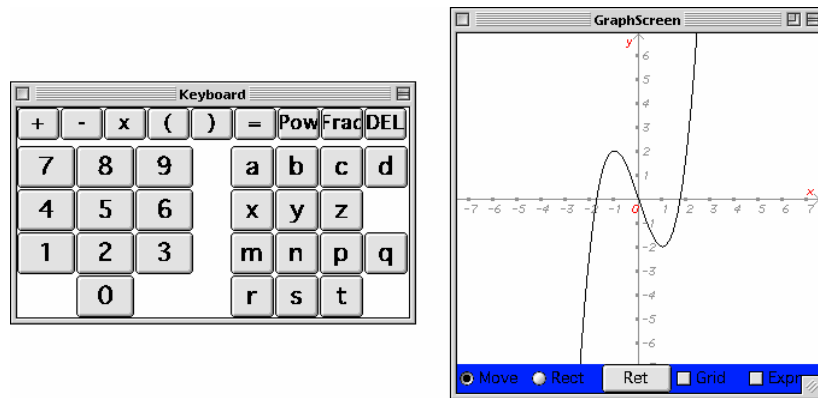 Keyboard
+ - x ( ) = Pow Frac DEL
7 8 9 a b c d
4 5 6 x y z
1 2 3 m n p q
0 r s t
GraphScreen
y
6
5
4
3
2
1
-7 -6 -5 -4 -3 -2 -1 0 1 2 3 4 5 6 7 x
-1
-2
-3
-4
-5
-6
Move Rect Ret Grid Expr